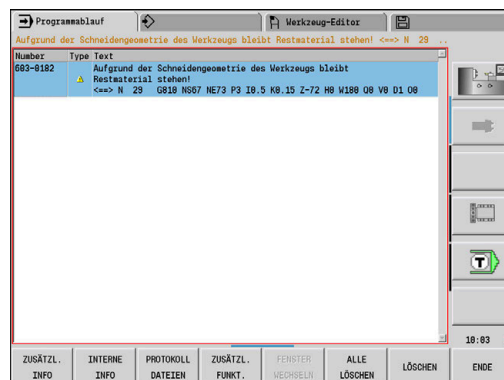 Programmablauf
Werkzeug-Editor
Aufgrund der Schneidengeometrie des Werkzeugs bleibt Restmaterial stehen! <==> N 29 ..
Number Type Text
603-0182 Aufgrund der Schneidengeometrie des Werkzeugs bleibt
Restmaterial stehen!
<==> N 29 G810 NS67 NE73 P3 I0.5 K0.15 Z-72 H0 W180 Q0 V0 D1 O0
T
10:03
ZUSÄTZL. INFO
INTERNE INFO
PROTOKOLL DATEIEN
ZUSÄTZL. FUNKT.
FENSTER WECHSELN
ALLE LÖSCHEN
LÖSCHEN
ENDE